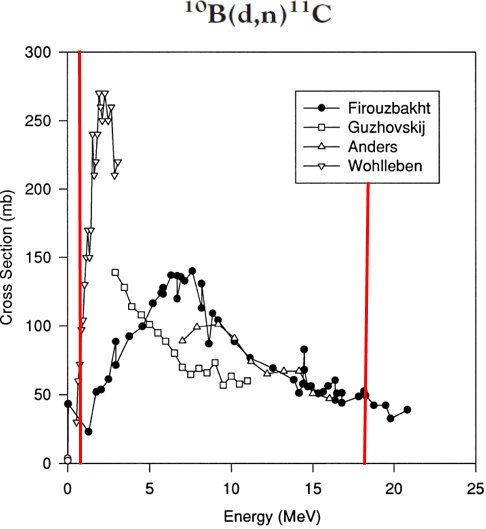 ¹⁰B(d,n)¹¹C
300
250
200
150
100
50
0
Cross Section (mb)
Firouzbakht
Guzhovskij
Anders
Wohlleben
0 5 10 15 20 25
Energy (MeV)